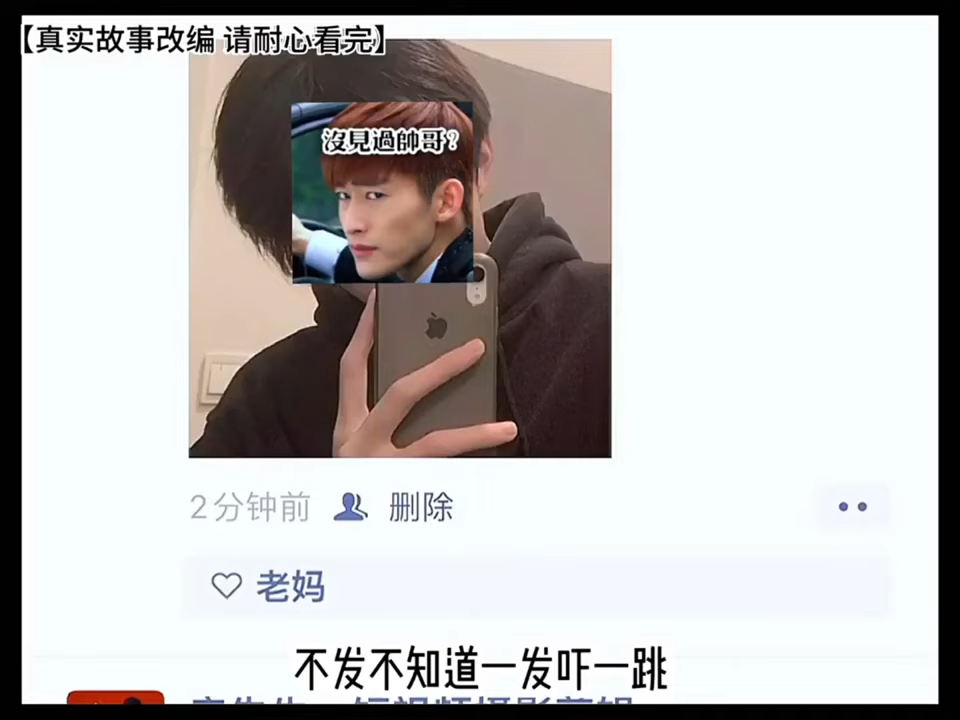 【真实故事改编 请耐心看完】
沒見過帥哥?
2分钟前 删除
老妈
不发不知道一发吓一跳